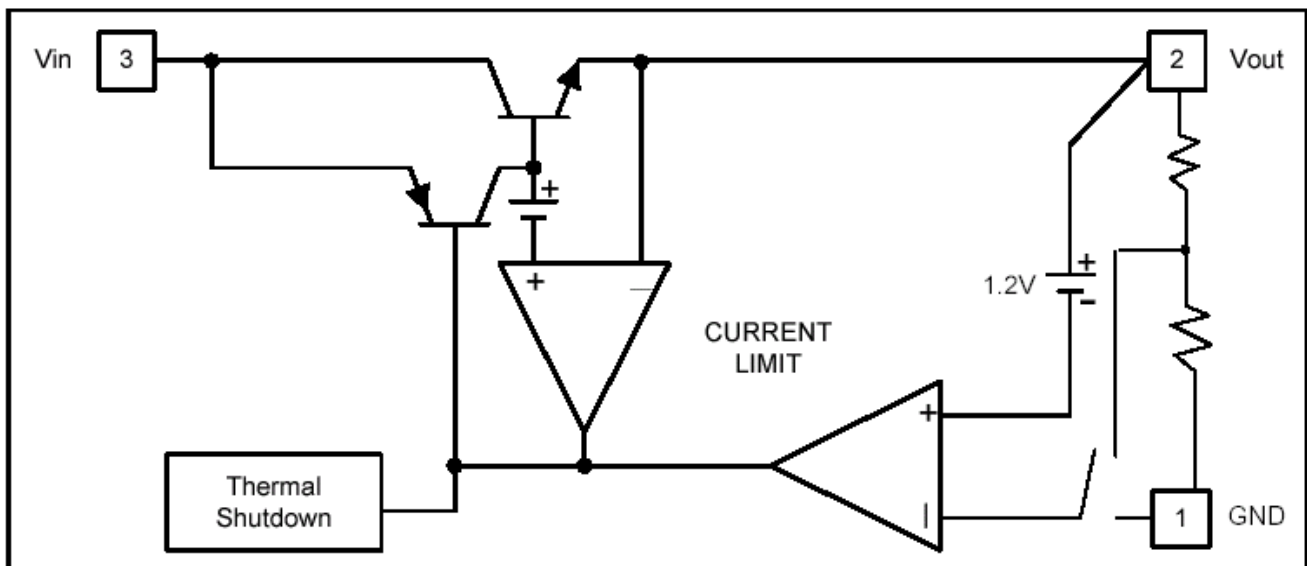 Vin 3
2 Vout
+
+ –
1.2V + -
CURRENT
LIMIT
+
–
Thermal
Shutdown
1 GND